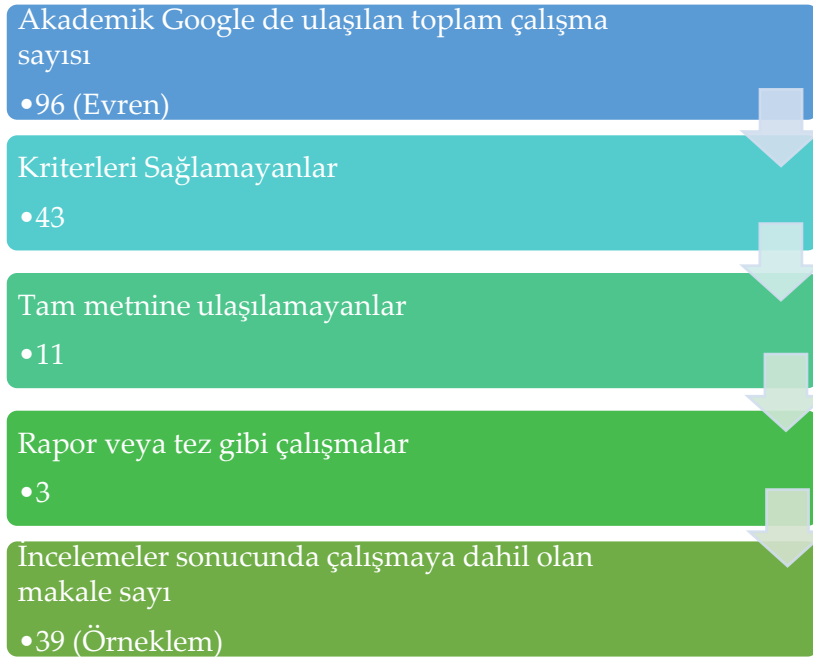 Akademik Google de ulaşılan toplam çalışma
sayısı
•96 (Evren)
Kriterleri Sağlamayanlar
•43
Tam metnine ulaşılamayanlar
•11
Rapor veya tez gibi çalışmalar
•3
İncelemeler sonucunda çalışmaya dahil olan
makale sayı
•39 (Örneklem)